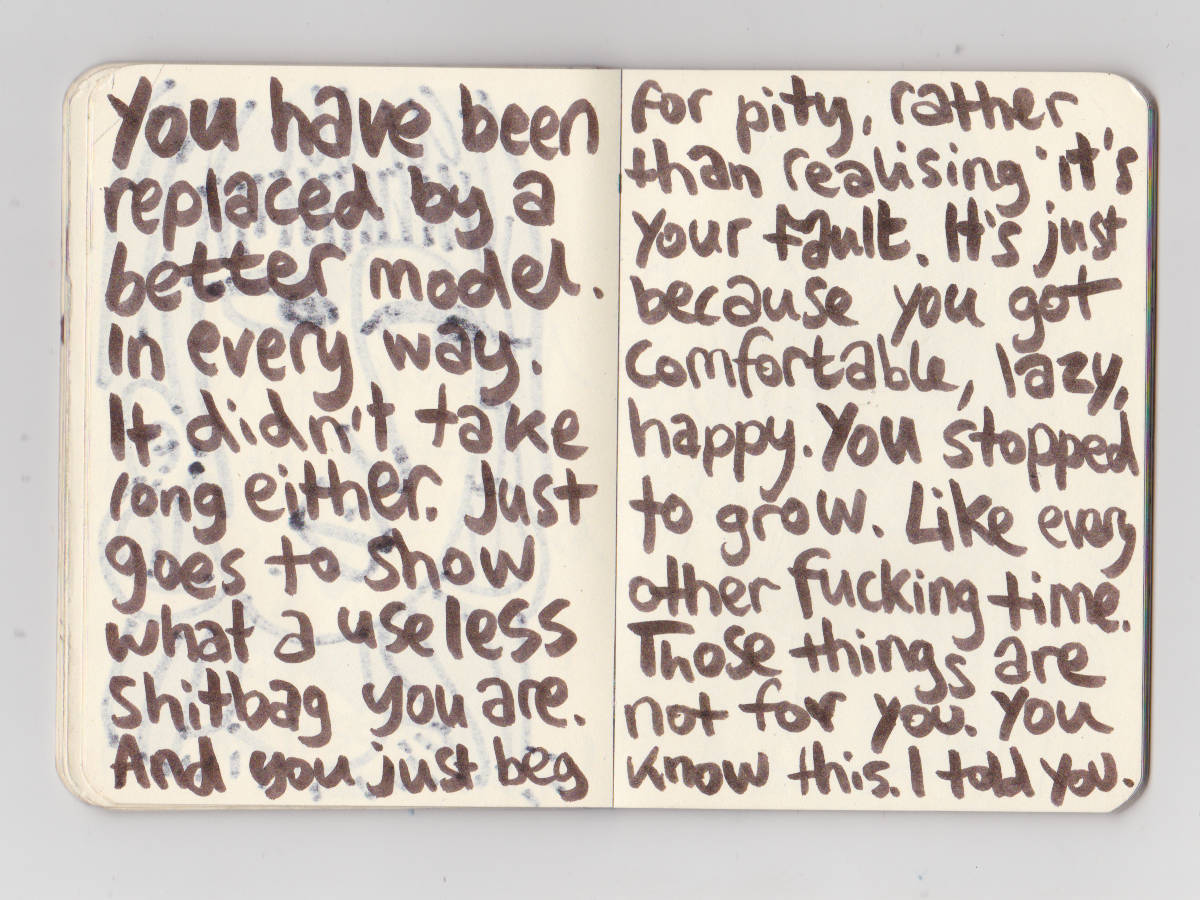 You have been
replaced by a
better model.
In every way.
It didn't take
long either. Just
goes to show
what a useless
shitbag you are.
And you just beg
for pity, rather
than realising it's
your fault. It's just
because you got
comfortable, lazy,
happy. You stopped
to grow. Like every
other fucking time.
Those things are
not for you. You
know this. I told you.